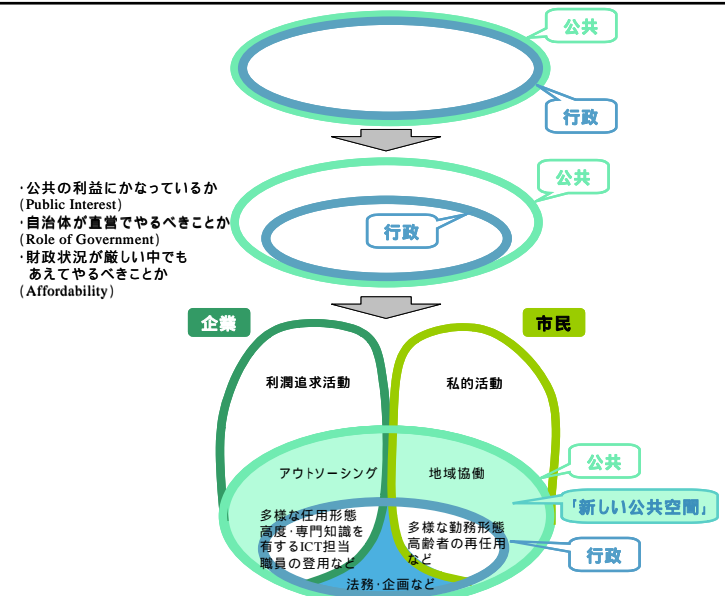 公共
行政
公共
・公共の利益にかなっているか
(Public Interest)
・自治体が直営でやるべきことか
(Role of Government)
・財政状況が厳しい中でも
あえてやるべきことか
(Affordability)
行政
企業
市民
利潤追求活動
私的活動
公共
アウトソーシング
地域協働
「新しい公共空間」
多様な任用形態
高度・専門知識を
有するICT担当
職員の登用など
多様な勤務形態
高齢者の再任用
など
行政
法務・企画など